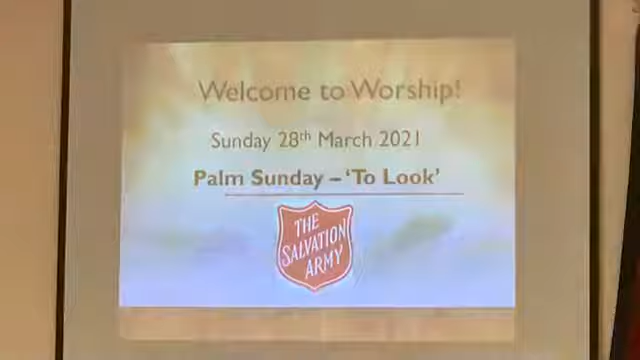 Welcome to Worship!
Sunday 28th March 2021
Palm Sunday – ‘To Look’
THE
SALVATION
ARMY